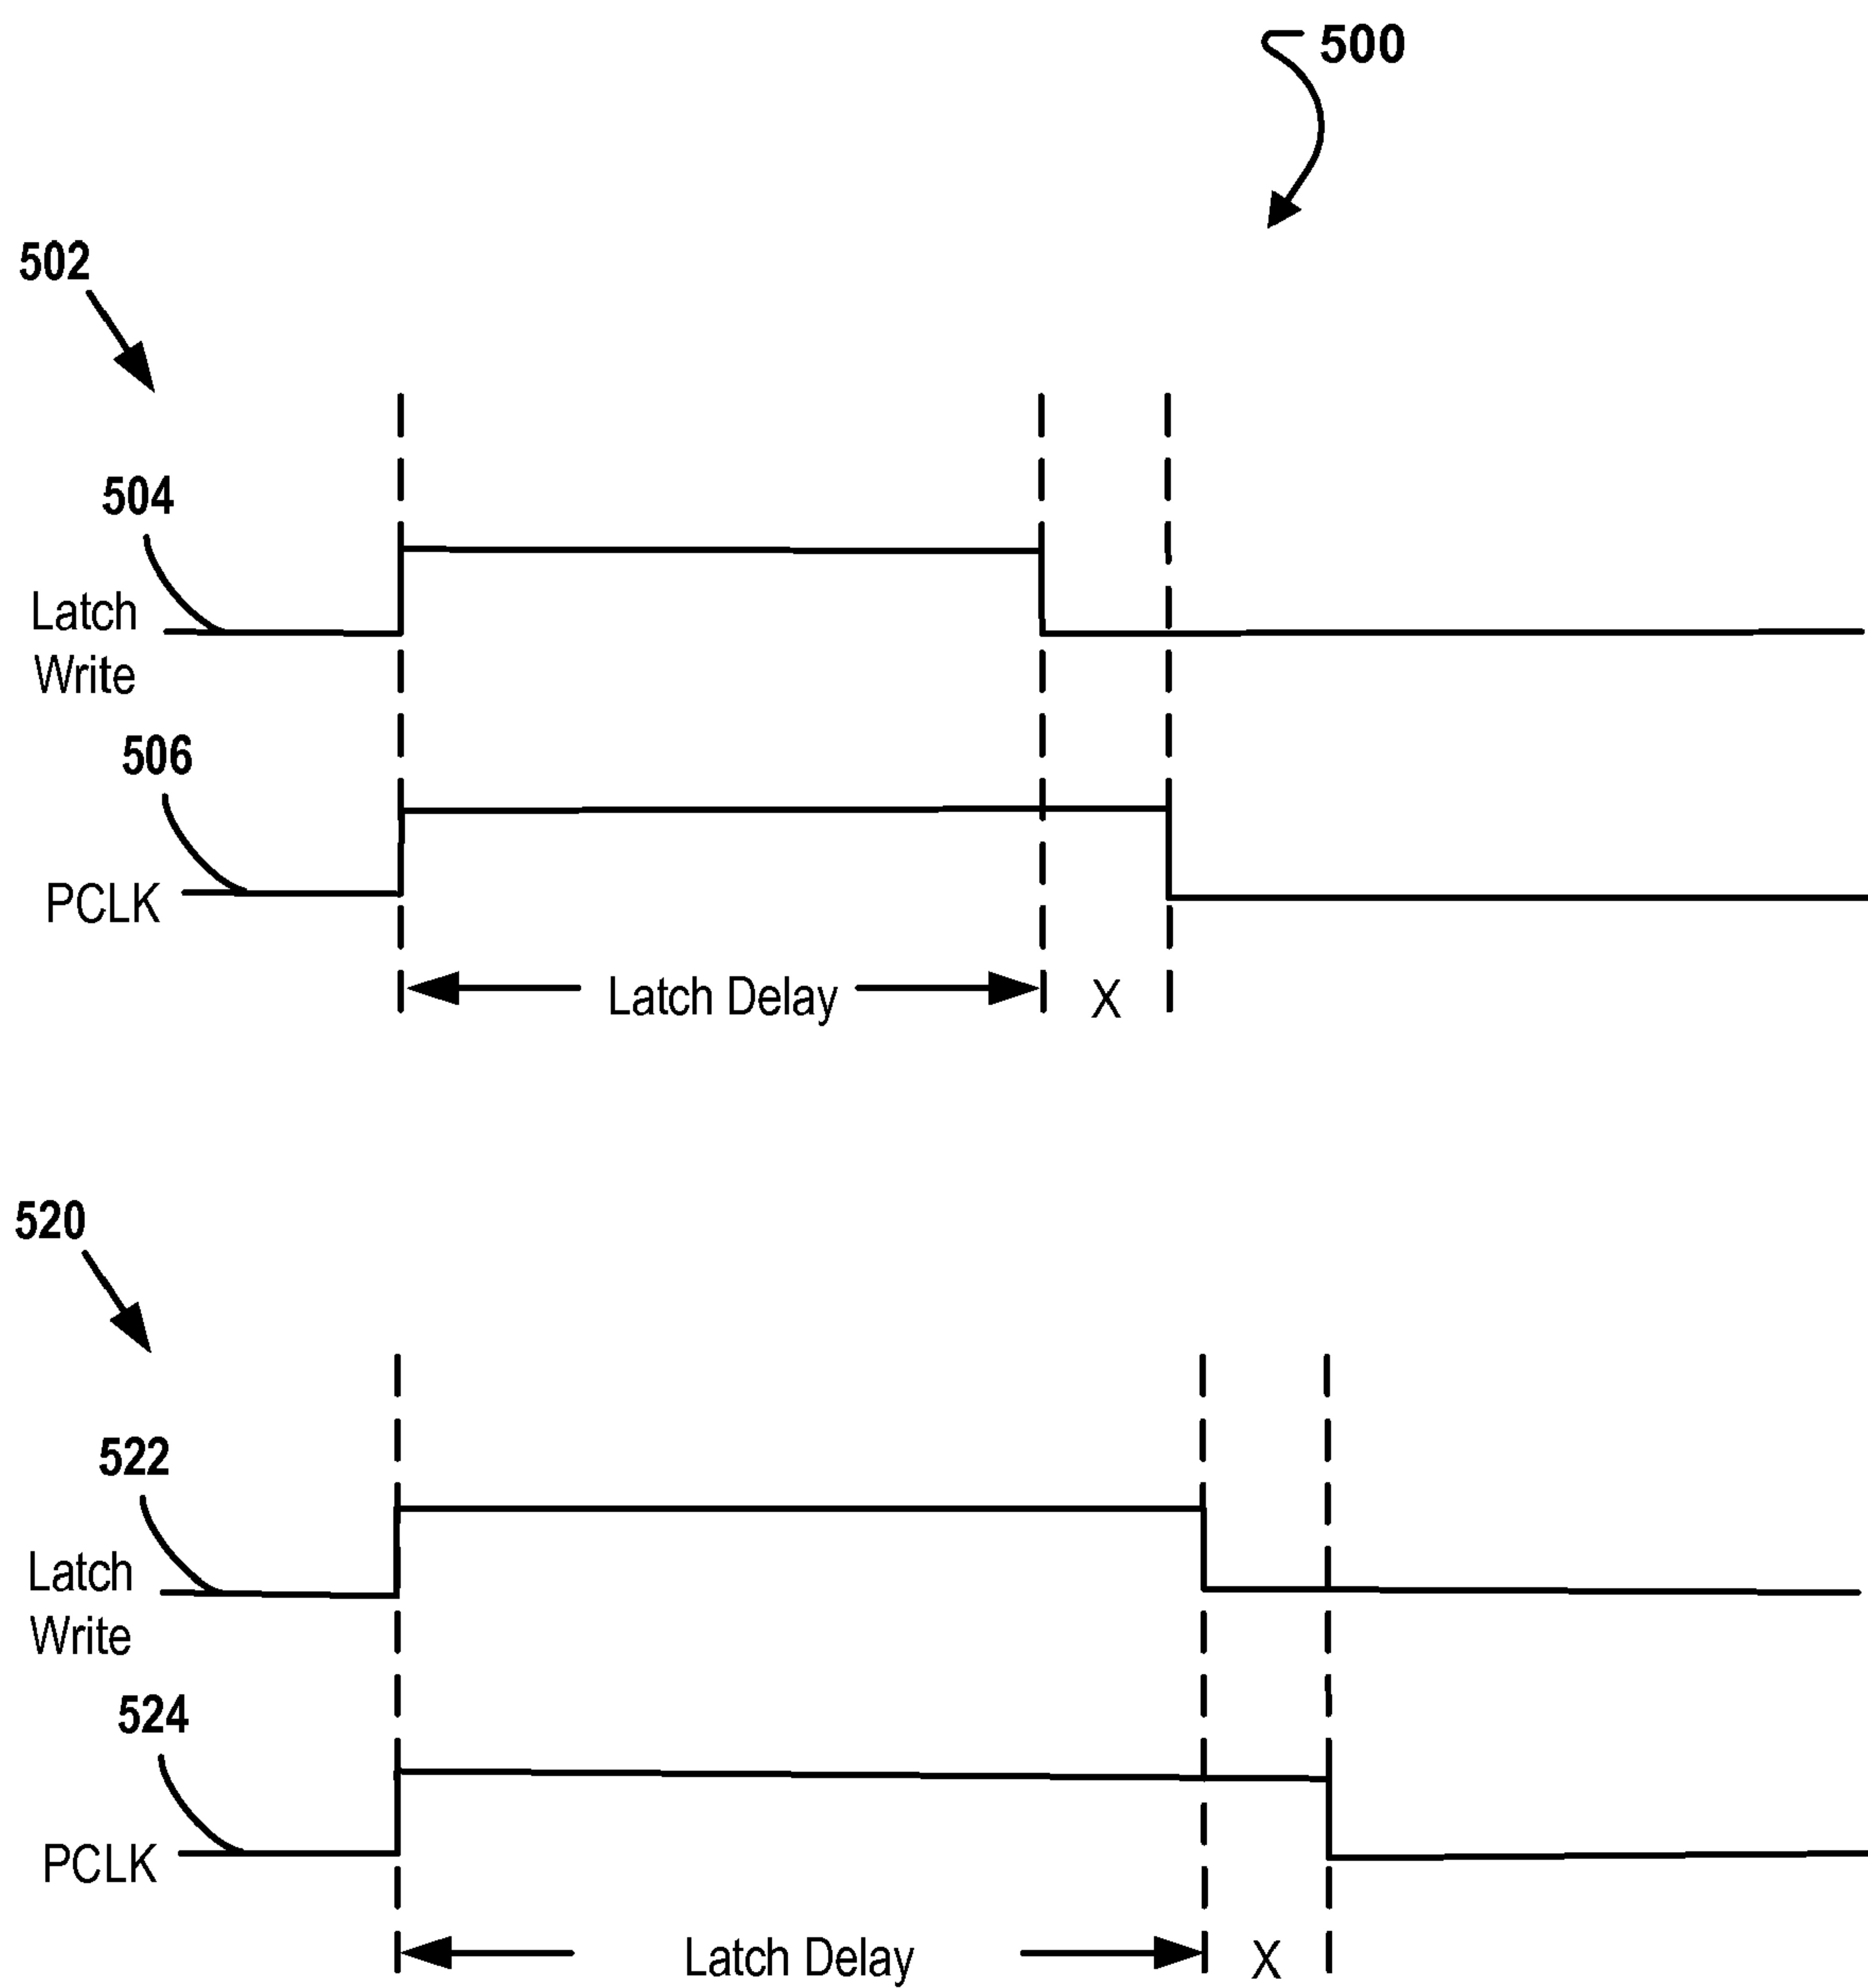 500
502
504
Latch
Write
506
PCLK
Latch Delay
X
520
522
Latch
Write
524
PCLK
Latch Delay
X